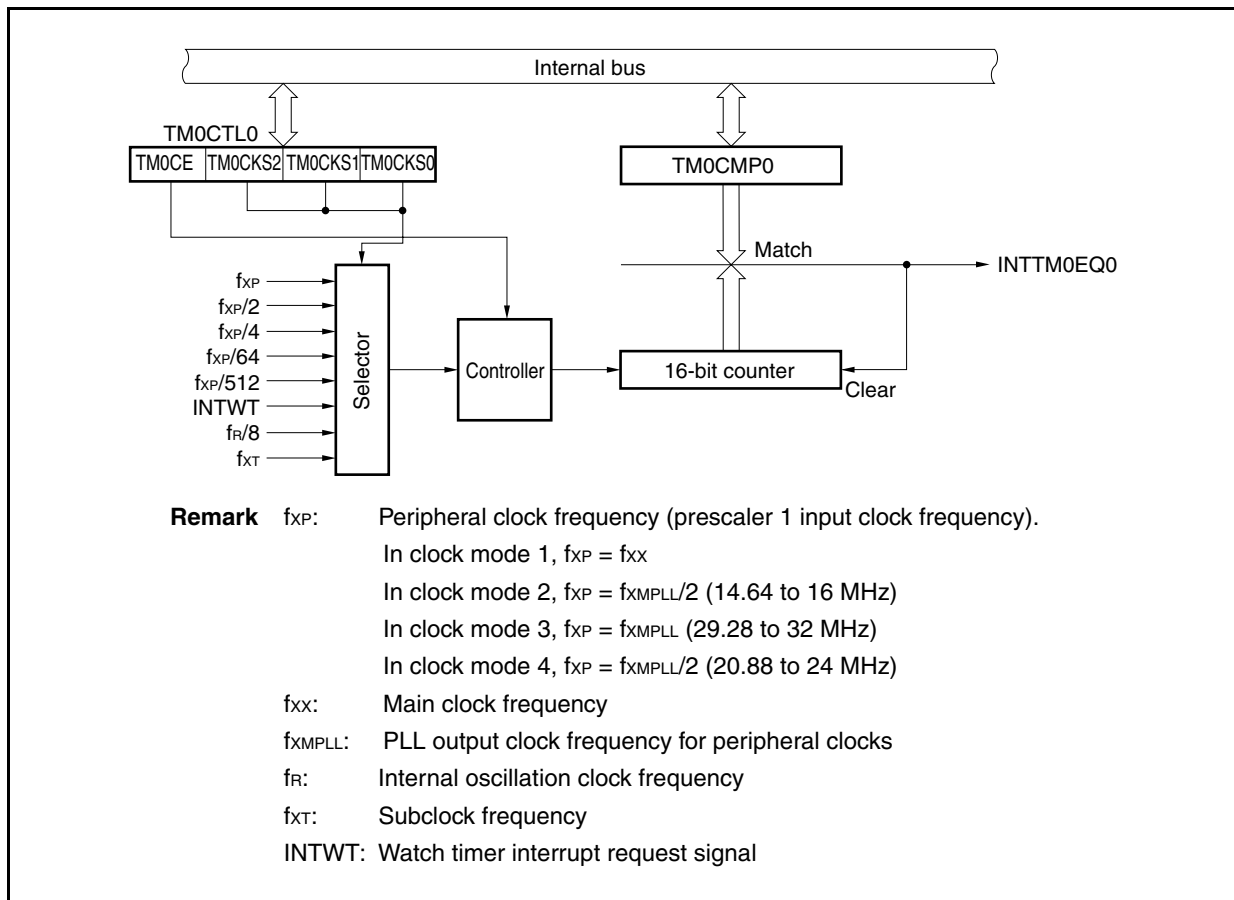 Internal bus
TM0CTL0
TM0CE TM0CKS2 TM0CKS1 TM0CKS0
TM0CMP0
Match
INTTM0EQ0
fXP
fXP/2
fXP/4
fXP/64
fXP/512
INTWT
fR/8
fXT
Selector
Controller
16-bit counter
Clear
Remark fXP: Peripheral clock frequency (prescaler 1 input clock frequency).
In clock mode 1, fXP = fXX
In clock mode 2, fXP = fXMPLL/2 (14.64 to 16 MHz)
In clock mode 3, fXP = fXMPLL (29.28 to 32 MHz)
In clock mode 4, fXP = fXMPLL/2 (20.88 to 24 MHz)
fXX: Main clock frequency
fXMPLL: PLL output clock frequency for peripheral clocks
fR: Internal oscillation clock frequency
fXT: Subclock frequency
INTWT: Watch timer interrupt request signal